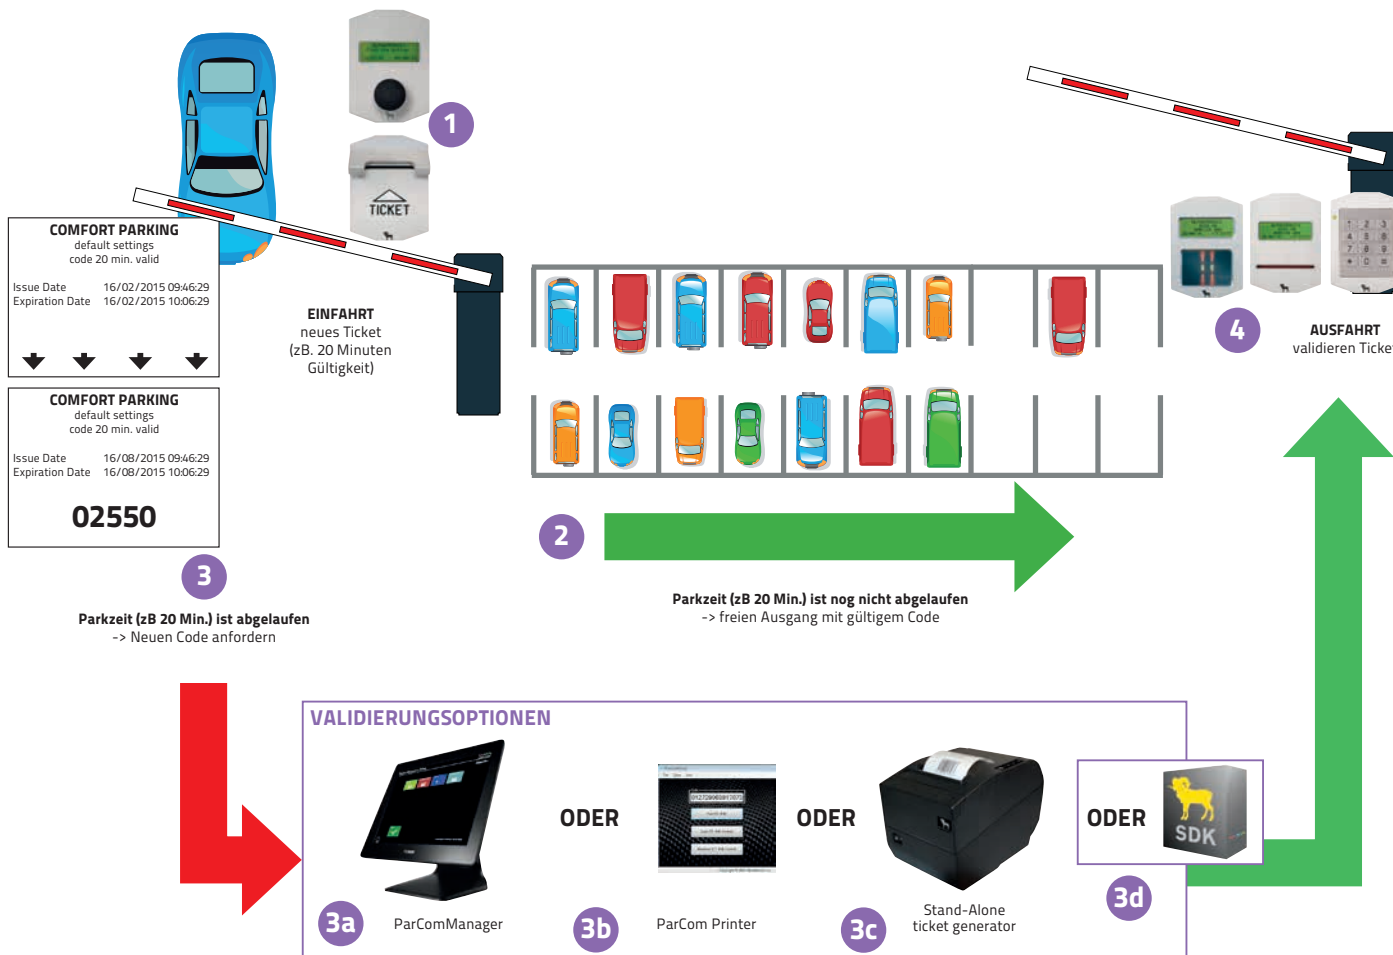 1
TICKET
COMFORT PARKING
default settings
code 20 min. valid
Issue Date 16/02/2015 09:46:29
Expiration Date 16/02/2015 10:06:29
COMFORT PARKING
default settings
code 20 min. valid
Issue Date 16/08/2015 09:46:29
Expiration Date 16/08/2015 10:06:29
02550
EINFAHRT
neues Ticket
(zB. 20 Minuten
Gültigkeit)
4
AUSFAHRT
validieren Ticket
2
Parkzeit (zB 20 Min.) ist nog nicht abgelaufen
-> freien Ausgang mit gültigem Code
3
Parkzeit (zB 20 Min.) ist abgelaufen
-> Neuen Code anfordern
VALIDIERUNGSOPTIONEN
ODER
ODER
ODER
SDK
3a
ParComManager
3b
ParCom Printer
3c
Stand-Alone
ticket generator
3d